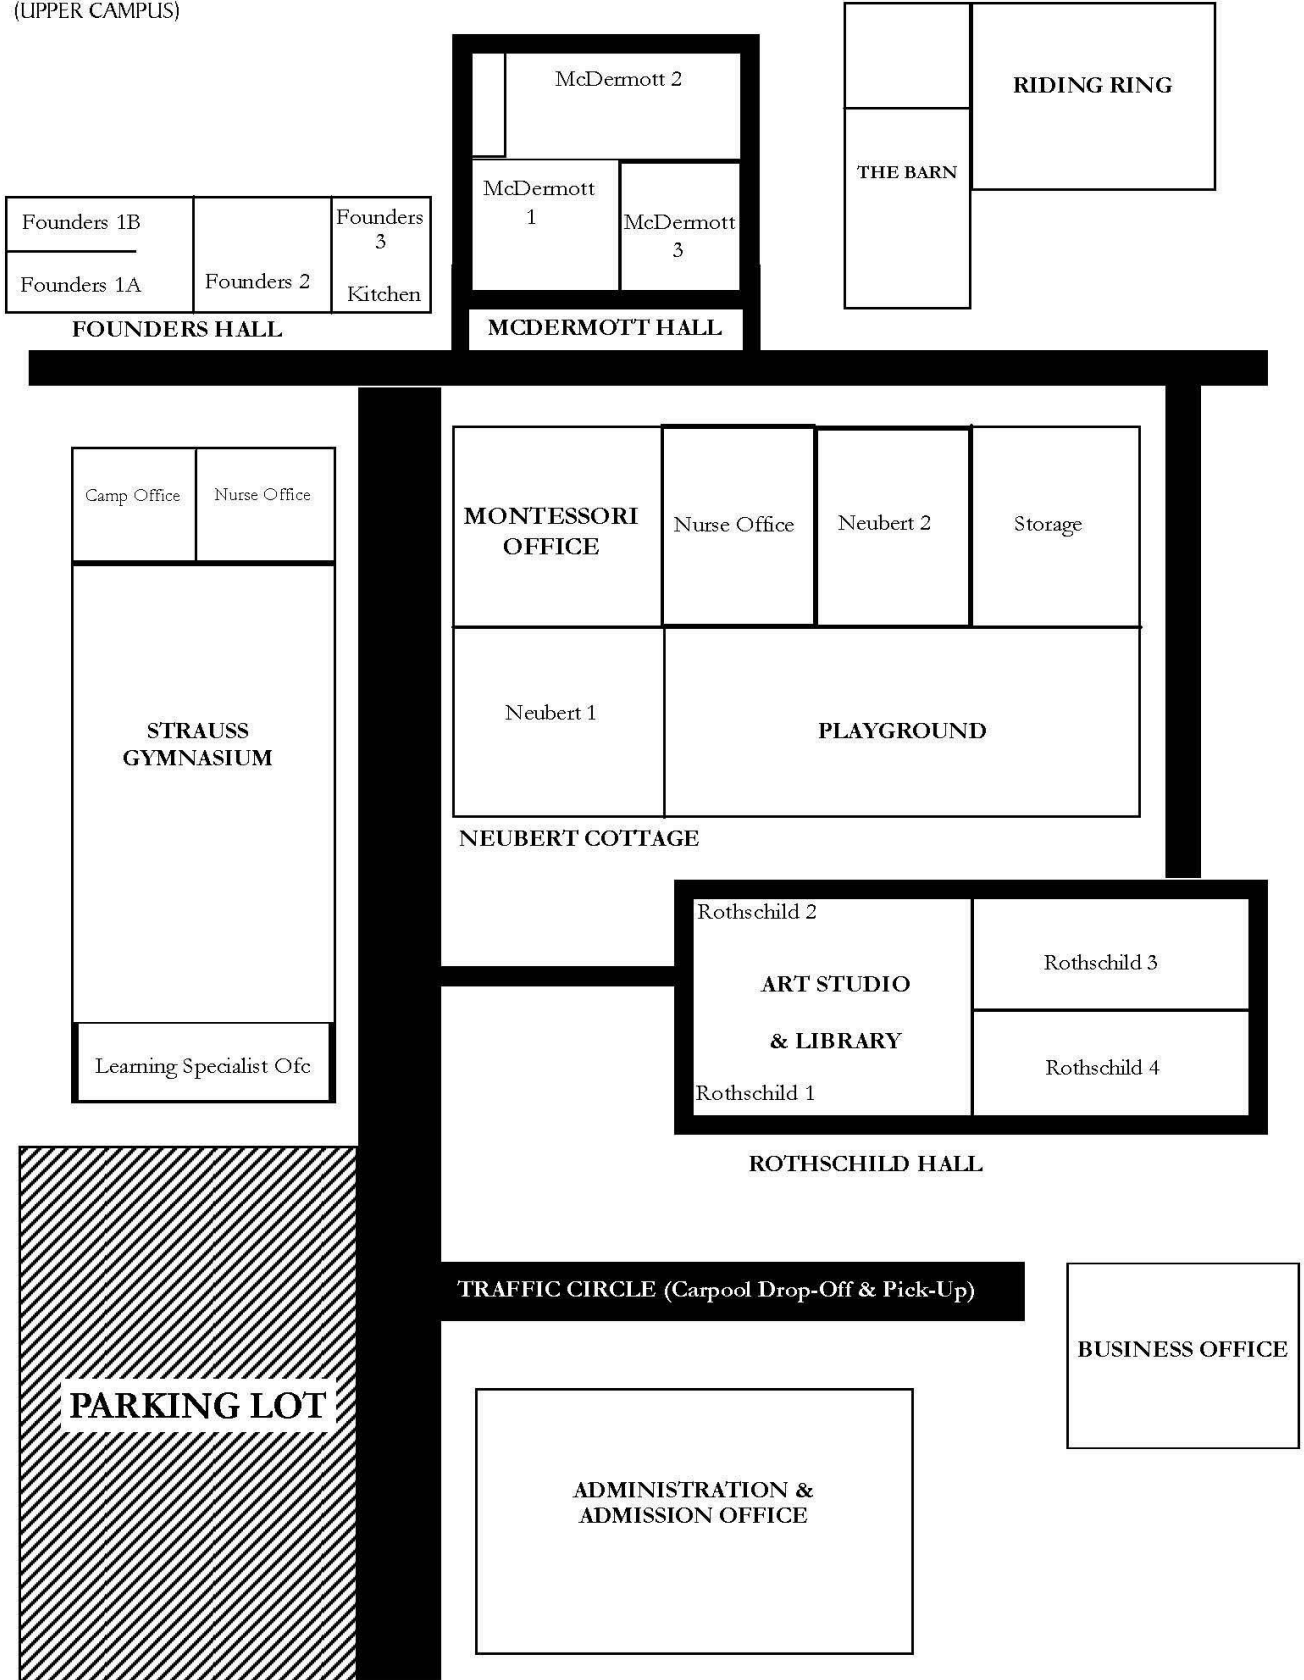 (UPPER CAMPUS)
McDermott 2
RIDING RING
THE BARN
McDermott
1
McDermott
3
Founders 1B
Founders 1A
Founders 2
Founders
3
Kitchen
FOUNDERS HALL
MCDERMOTT HALL
Camp Office
Nurse Office
MONTESSORI
OFFICE
Nurse Office
Neubert 2
Storage
STRAUSS
GYMNASIUM
Neubert 1
PLAYGROUND
NEUBERT COTTAGE
Rothschild 2
ART STUDIO
& LIBRARY
Rothschild 1
Rothschild 3
Rothschild 4
Learning Specialist Ofc
ROTHSCHILD HALL
TRAFFIC CIRCLE (Carpool Drop-Off & Pick-Up)
BUSINESS OFFICE
PARKING LOT
ADMINISTRATION &
ADMISSION OFFICE